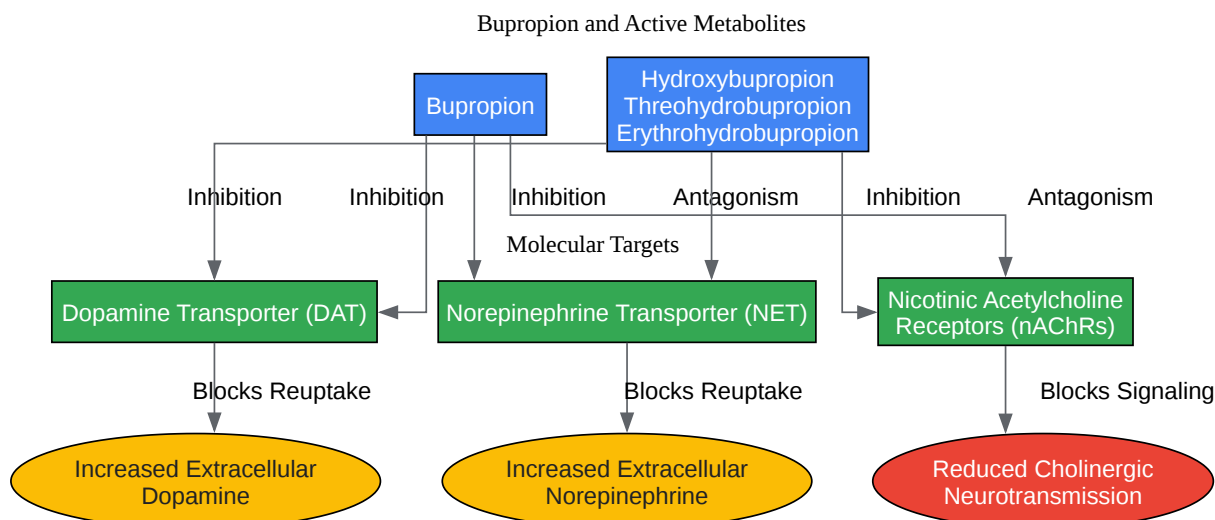 Bupropion and Active Metabolites
Bupropion
Hydroxybupropion
Threohydrobupropion
Erythrohydrobupropion
Inhibition
Inhibition
Inhibition
Antagonism
Inhibition
Antagonism
Molecular Targets
Dopamine Transporter (DAT)
Norepinephrine Transporter (NET)
Nicotinic Acetylcholine
Receptors (nAChRs)
Blocks Reuptake
Blocks Reuptake
Blocks Signaling
Increased Extracellular
Dopamine
Increased Extracellular
Norepinephrine
Reduced Cholinergic
Neurotransmission